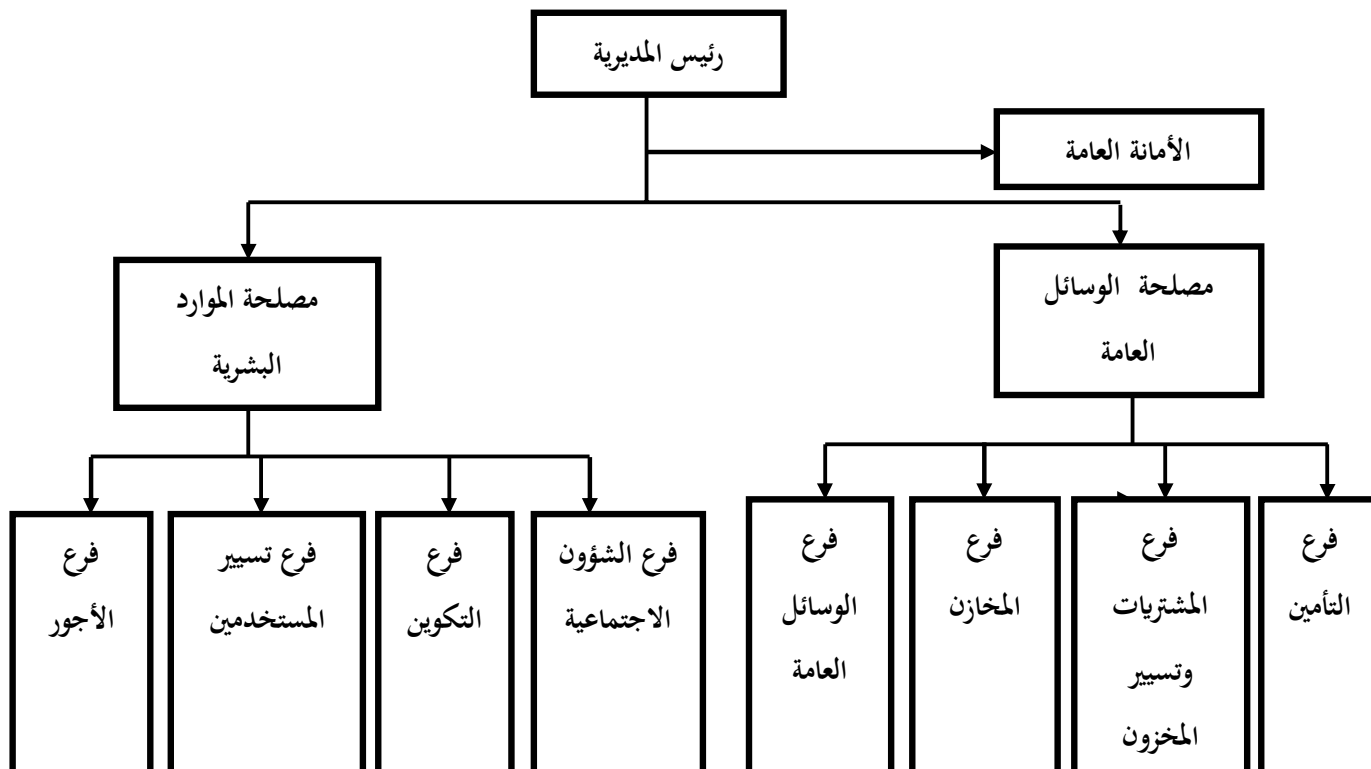 رئيس المديرية
الأمانة العامة
مصلحة الوسائل
العامة
مصلحة الموارد
البشرية
فرع
التأمين
فرع
المشتريات
وتسيير
المخزون
فرع
المخازن
فرع
الوسائل
العامة
فرع الشؤون
الاجتماعية
فرع
التكوين
فرع تسيير
المستخدمين
فرع
الأجور